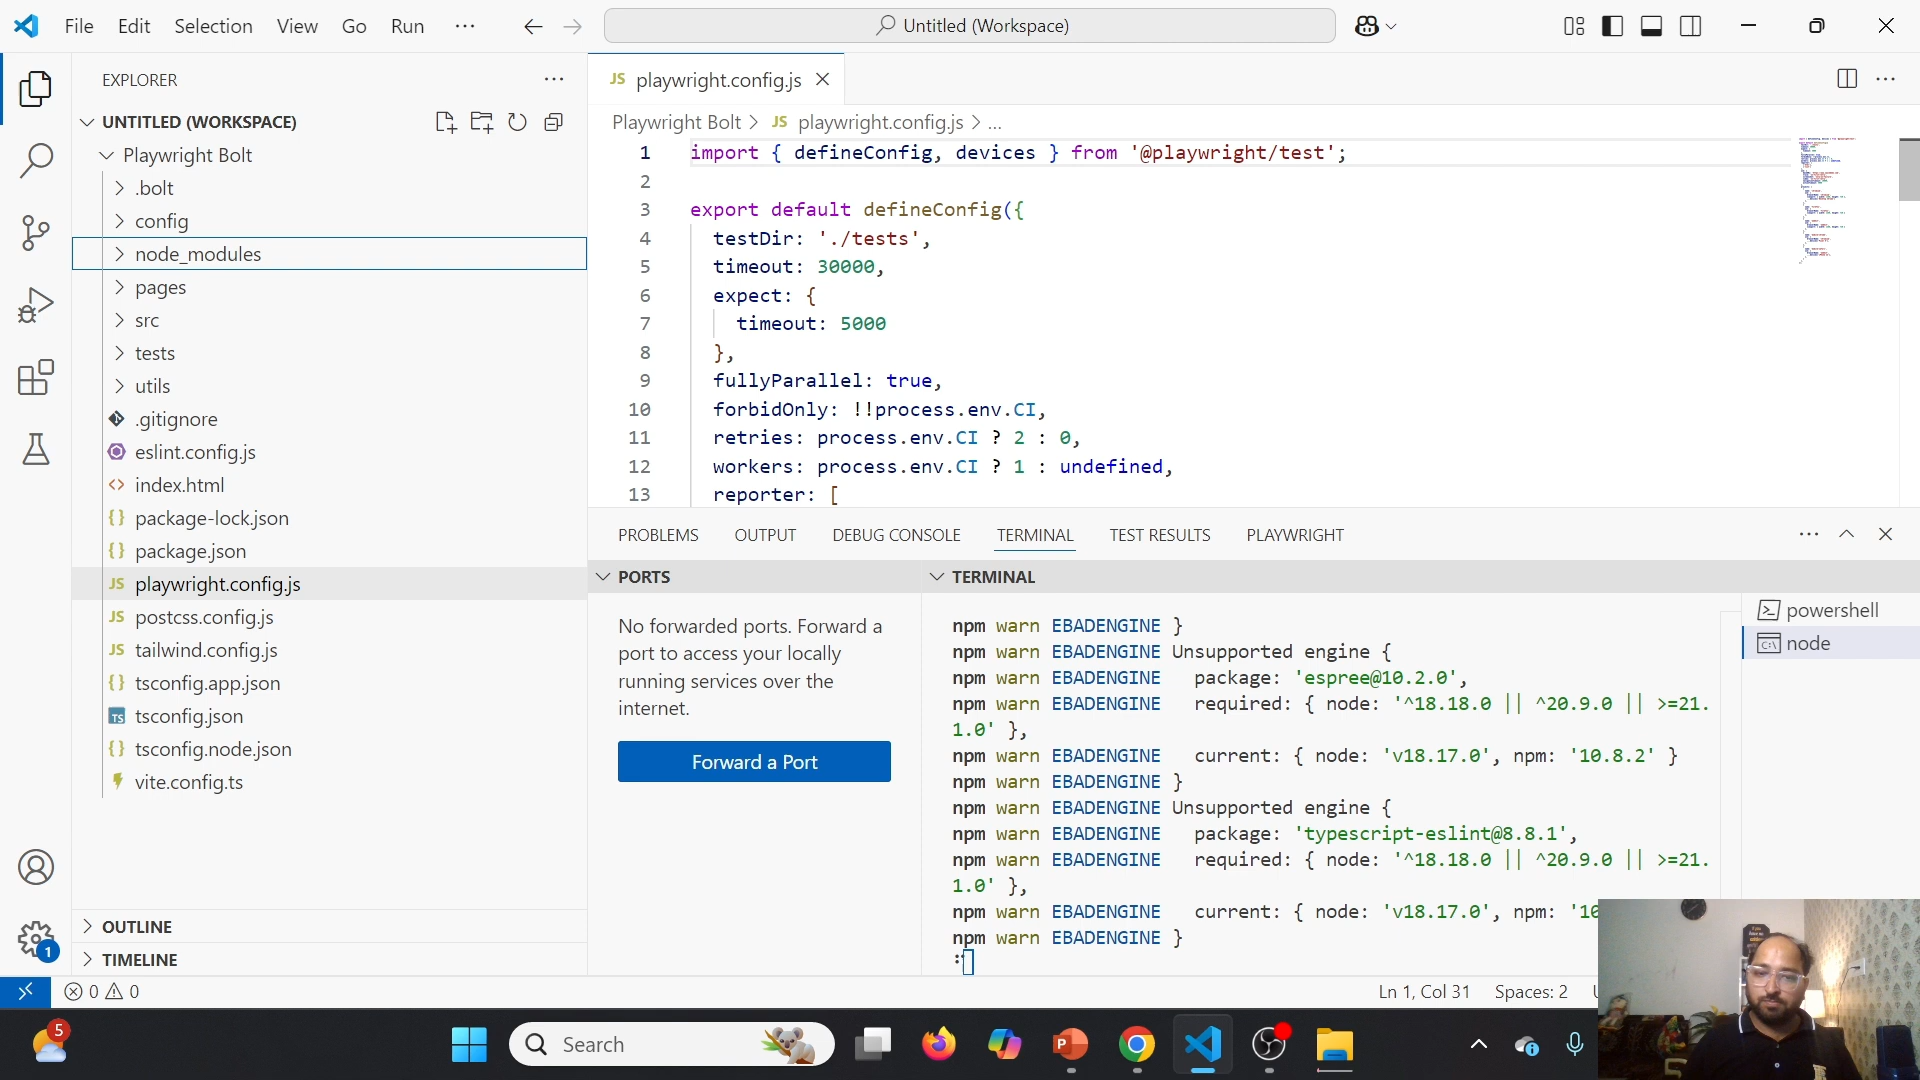 File Edit Selection View Go Run ··· Untitled (Workspace)
EXPLORER
UNTITLED (WORKSPACE)
Playwright Bolt
.bolt
config
node_modules
pages
src
tests
utils
.gitignore
eslint.config.js
index.html
package-lock.json
package.json
JS playwright.config.js
JS postcss.config.js
JS tailwind.config.js
tsconfig.app.json
TS tsconfig.json
tsconfig.node.json
vite.config.ts
OUTLINE
TIMELINE
1
JS playwright.config.js
Playwright Bolt > JS playwright.config.js > ...
1 import { defineConfig, devices } from '@playwright/test';
2
3 export default defineConfig({
4 testDir: './tests',
5 timeout: 30000,
6 expect: {
7 timeout: 5000
8 },
9 fullyParallel: true,
10 forbidOnly: !!process.env.CI,
11 retries: process.env.CI ? 2 : 0,
12 workers: process.env.CI ? 1 : undefined,
13 reporter: [
PROBLEMS OUTPUT DEBUG CONSOLE TERMINAL TEST RESULTS PLAYWRIGHT
PORTS
No forwarded ports. Forward a
port to access your locally
running services over the
internet.
Forward a Port
TERMINAL
npm warn EBADENGINE }
npm warn EBADENGINE Unsupported engine {
npm warn EBADENGINE package: 'espree@10.2.0',
npm warn EBADENGINE required: { node: '^18.18.0 || ^20.9.0 || >=21.
1.0' },
npm warn EBADENGINE current: { node: 'v18.17.0', npm: '10.8.2' }
npm warn EBADENGINE }
npm warn EBADENGINE Unsupported engine {
npm warn EBADENGINE package: 'typescript-eslint@8.8.1',
npm warn EBADENGINE required: { node: '^18.18.0 || ^20.9.0 || >=21.
1.0' },
npm warn EBADENGINE current: { node: 'v18.17.0', npm: '10
npm warn EBADENGINE }
powershell
node
0 0
Ln 1, Col 31 Spaces: 2
5
Search